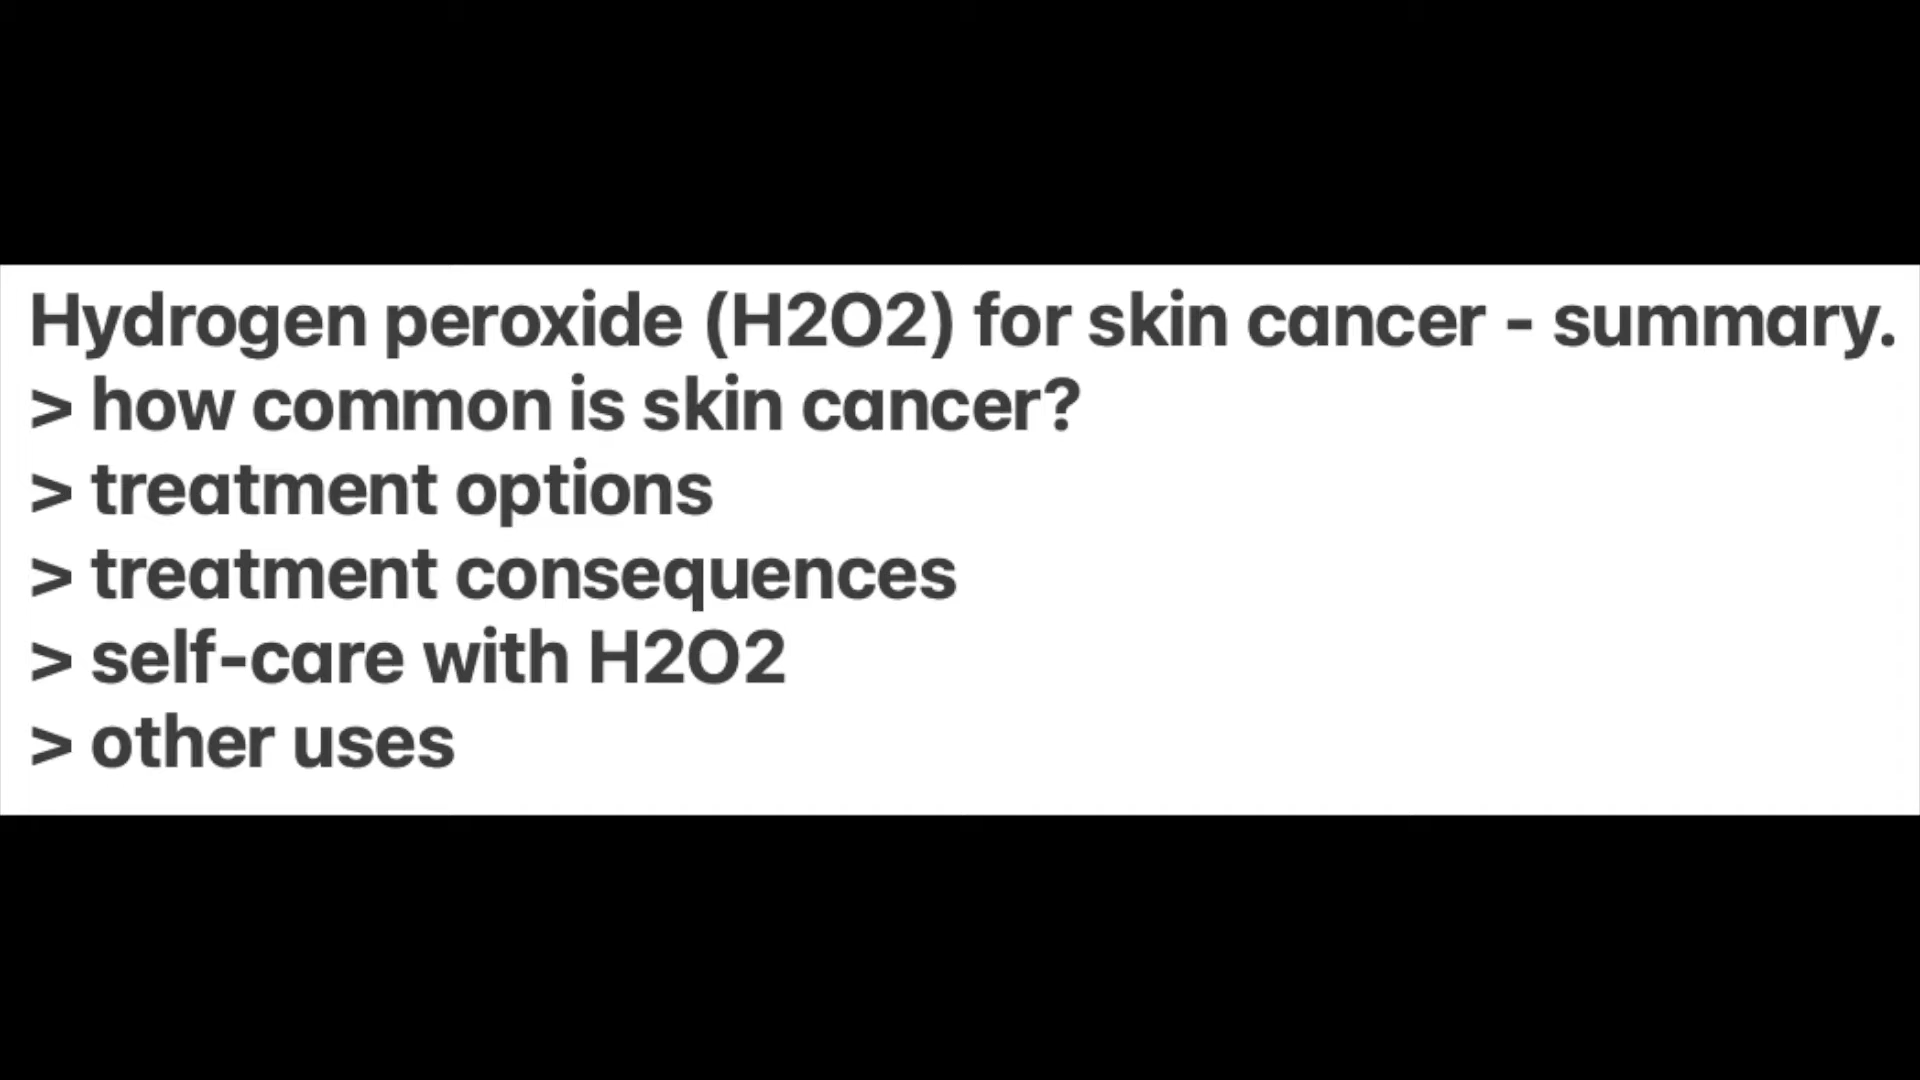 Hydrogen peroxide (H2O2) for skin cancer - summary.
> how common is skin cancer?
> treatment options
> treatment consequences
> self-care with H2O2
> other uses